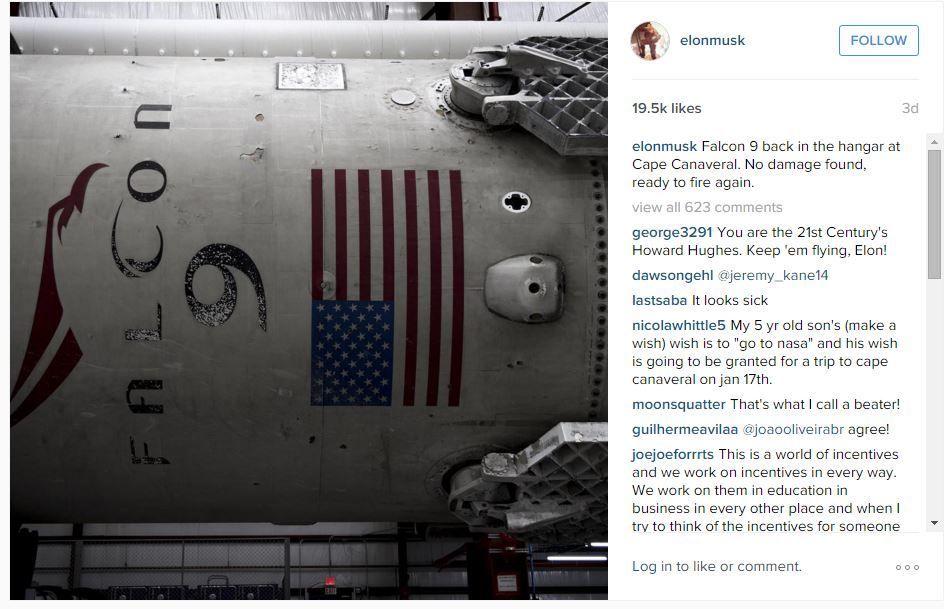 FALCON
9
EXIT
elonmusk
FOLLOW
19.5k likes
3d
elonmusk Falcon 9 back in the hangar at
Cape Canaveral. No damage found,
ready to fire again.
view all 623 comments
george3291 You are the 21st Century's
Howard Hughes. Keep 'em flying, Elon!
dawsongehl @jeremy_kane14
lastsaba It looks sick
nicolawhittle5 My 5 yr old son's (make a
wish) wish is to "go to nasa" and his wish
is going to be granted for a trip to cape
canaveral on jan 17th.
moonsquatter That's what I call a beater!
guilhermeavilaa @joaooliveirabr agree!
joejoeforrrts This is a world of incentives
and we work on incentives in every way.
We work on them in education in
business in every other place and when I
try to think of the incentives for someone
Log in to like or comment.